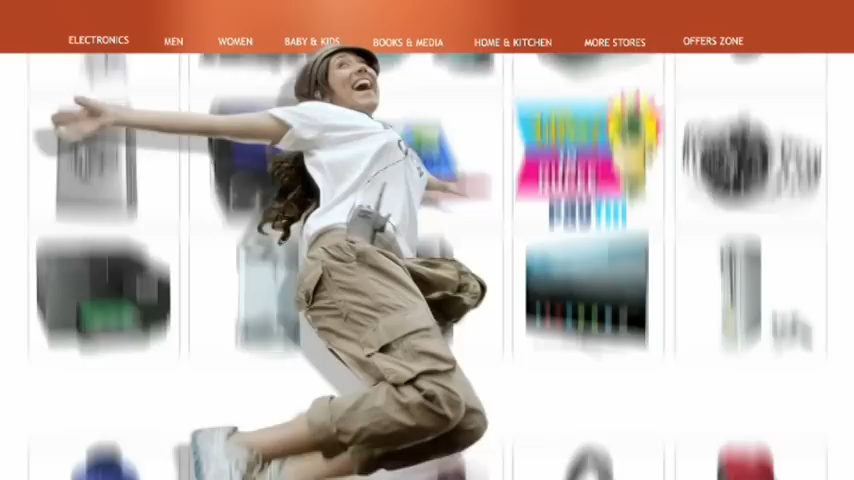 ELECTRONICS MEN WOMEN BABY & KIDS BOOKS & MEDIA HOME & KITCHEN MORE STORES OFFERS ZONE